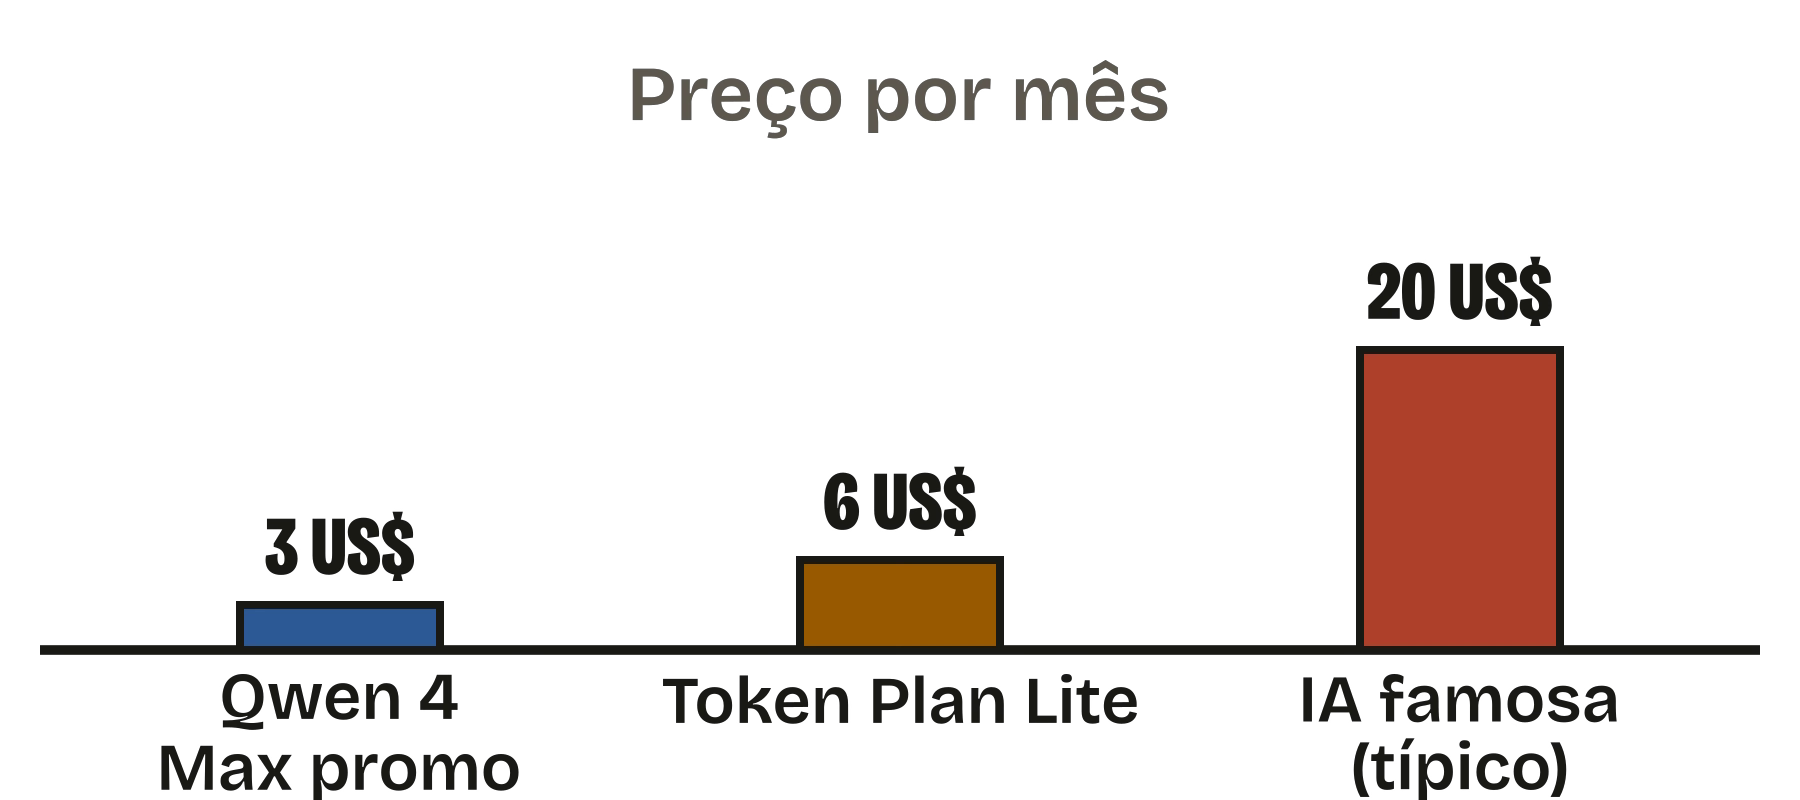 Preço por mês
20 US$
6 US$
3 US$
Qwen 4
Max promo
Token Plan Lite
IA famosa
(típico)